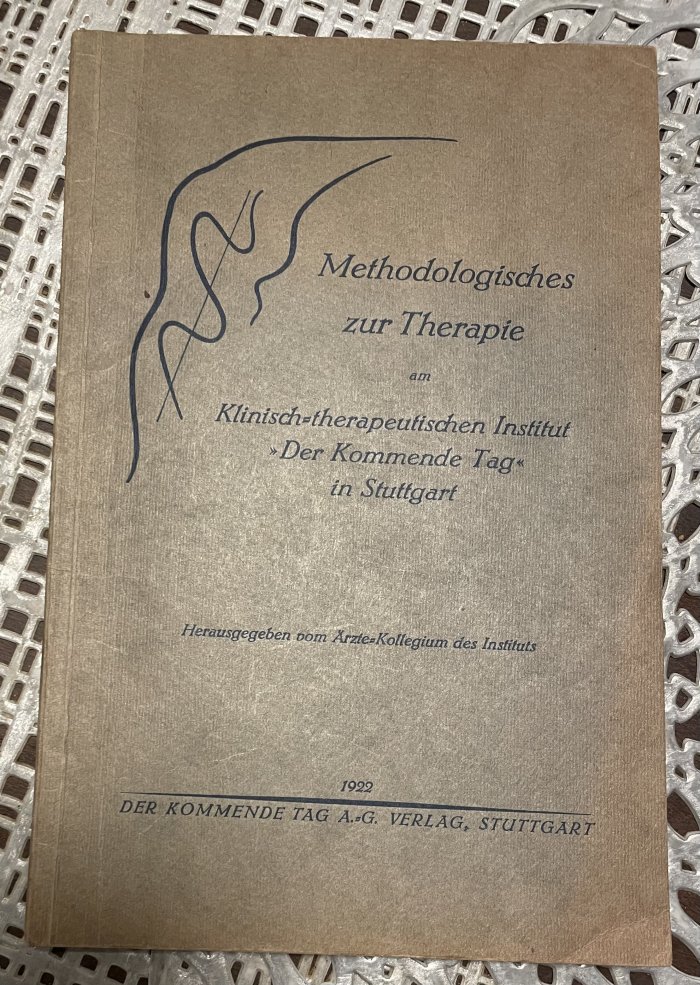 Methodologisches
zur Therapie
am
Klinisch=therapeutischen Institut
»Der Kommende Tag«
in Stuttgart
Herausgegeben vom Ärzte=Kollegium des Instituts
1922
DER KOMMENDE TAG A.=G. VERLAG, STUTTGART